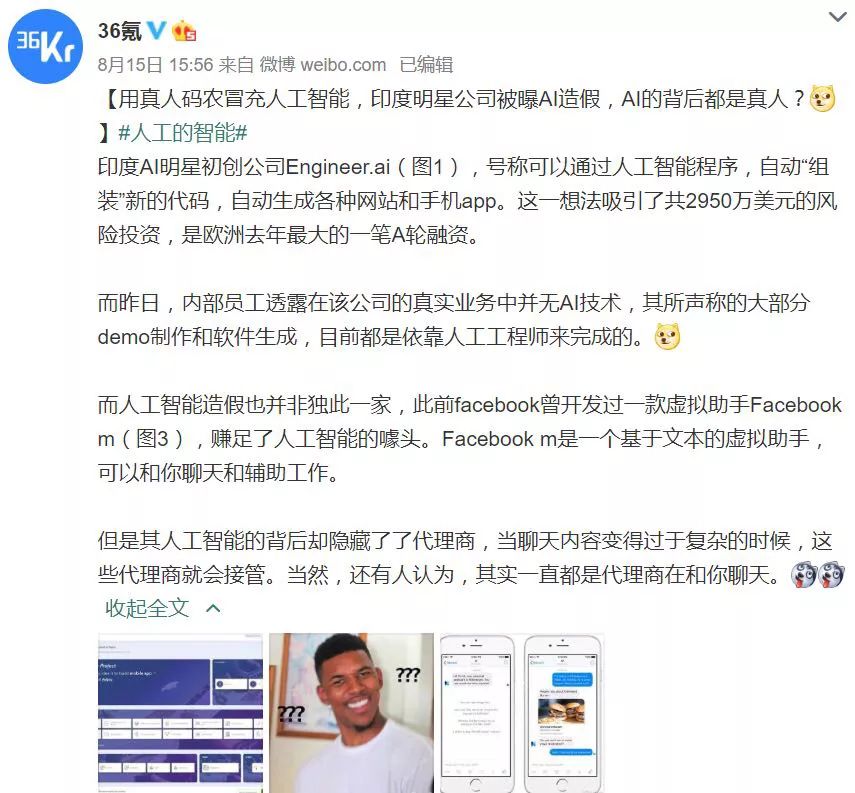 36Kr
36氪
8月15日 15:56 来自 微博 weibo.com 已编辑
【用真人码农冒充人工智能，印度明星公司被曝AI造假，AI的背后都是真人？
】#人工的智能#
印度AI明星初创公司Engineer.ai（图1），号称可以通过人工智能程序，自动“组
装”新的代码，自动生成各种网站和手机app。这一想法吸引了共2950万美元的风
险投资，是欧洲去年最大的一笔A轮融资。
而昨日，内部员工透露在该公司的真实业务中并无AI技术，其所声称的大部分
demo制作和软件生成，目前都是依靠人工工程师来完成的。
而人工智能造假也并非独此一家，此前facebook曾开发过一款虚拟助手Facebook
m（图3），赚足了人工智能的噱头。Facebook m是一个基于文本的虚拟助手，
可以和你聊天和辅助工作。
但是其人工智能的背后却隐藏了了代理商，当聊天内容变得过于复杂的时候，这
些代理商就会接管。当然，还有人认为，其实一直都是代理商在和你聊天。
收起全文
Project
???
???